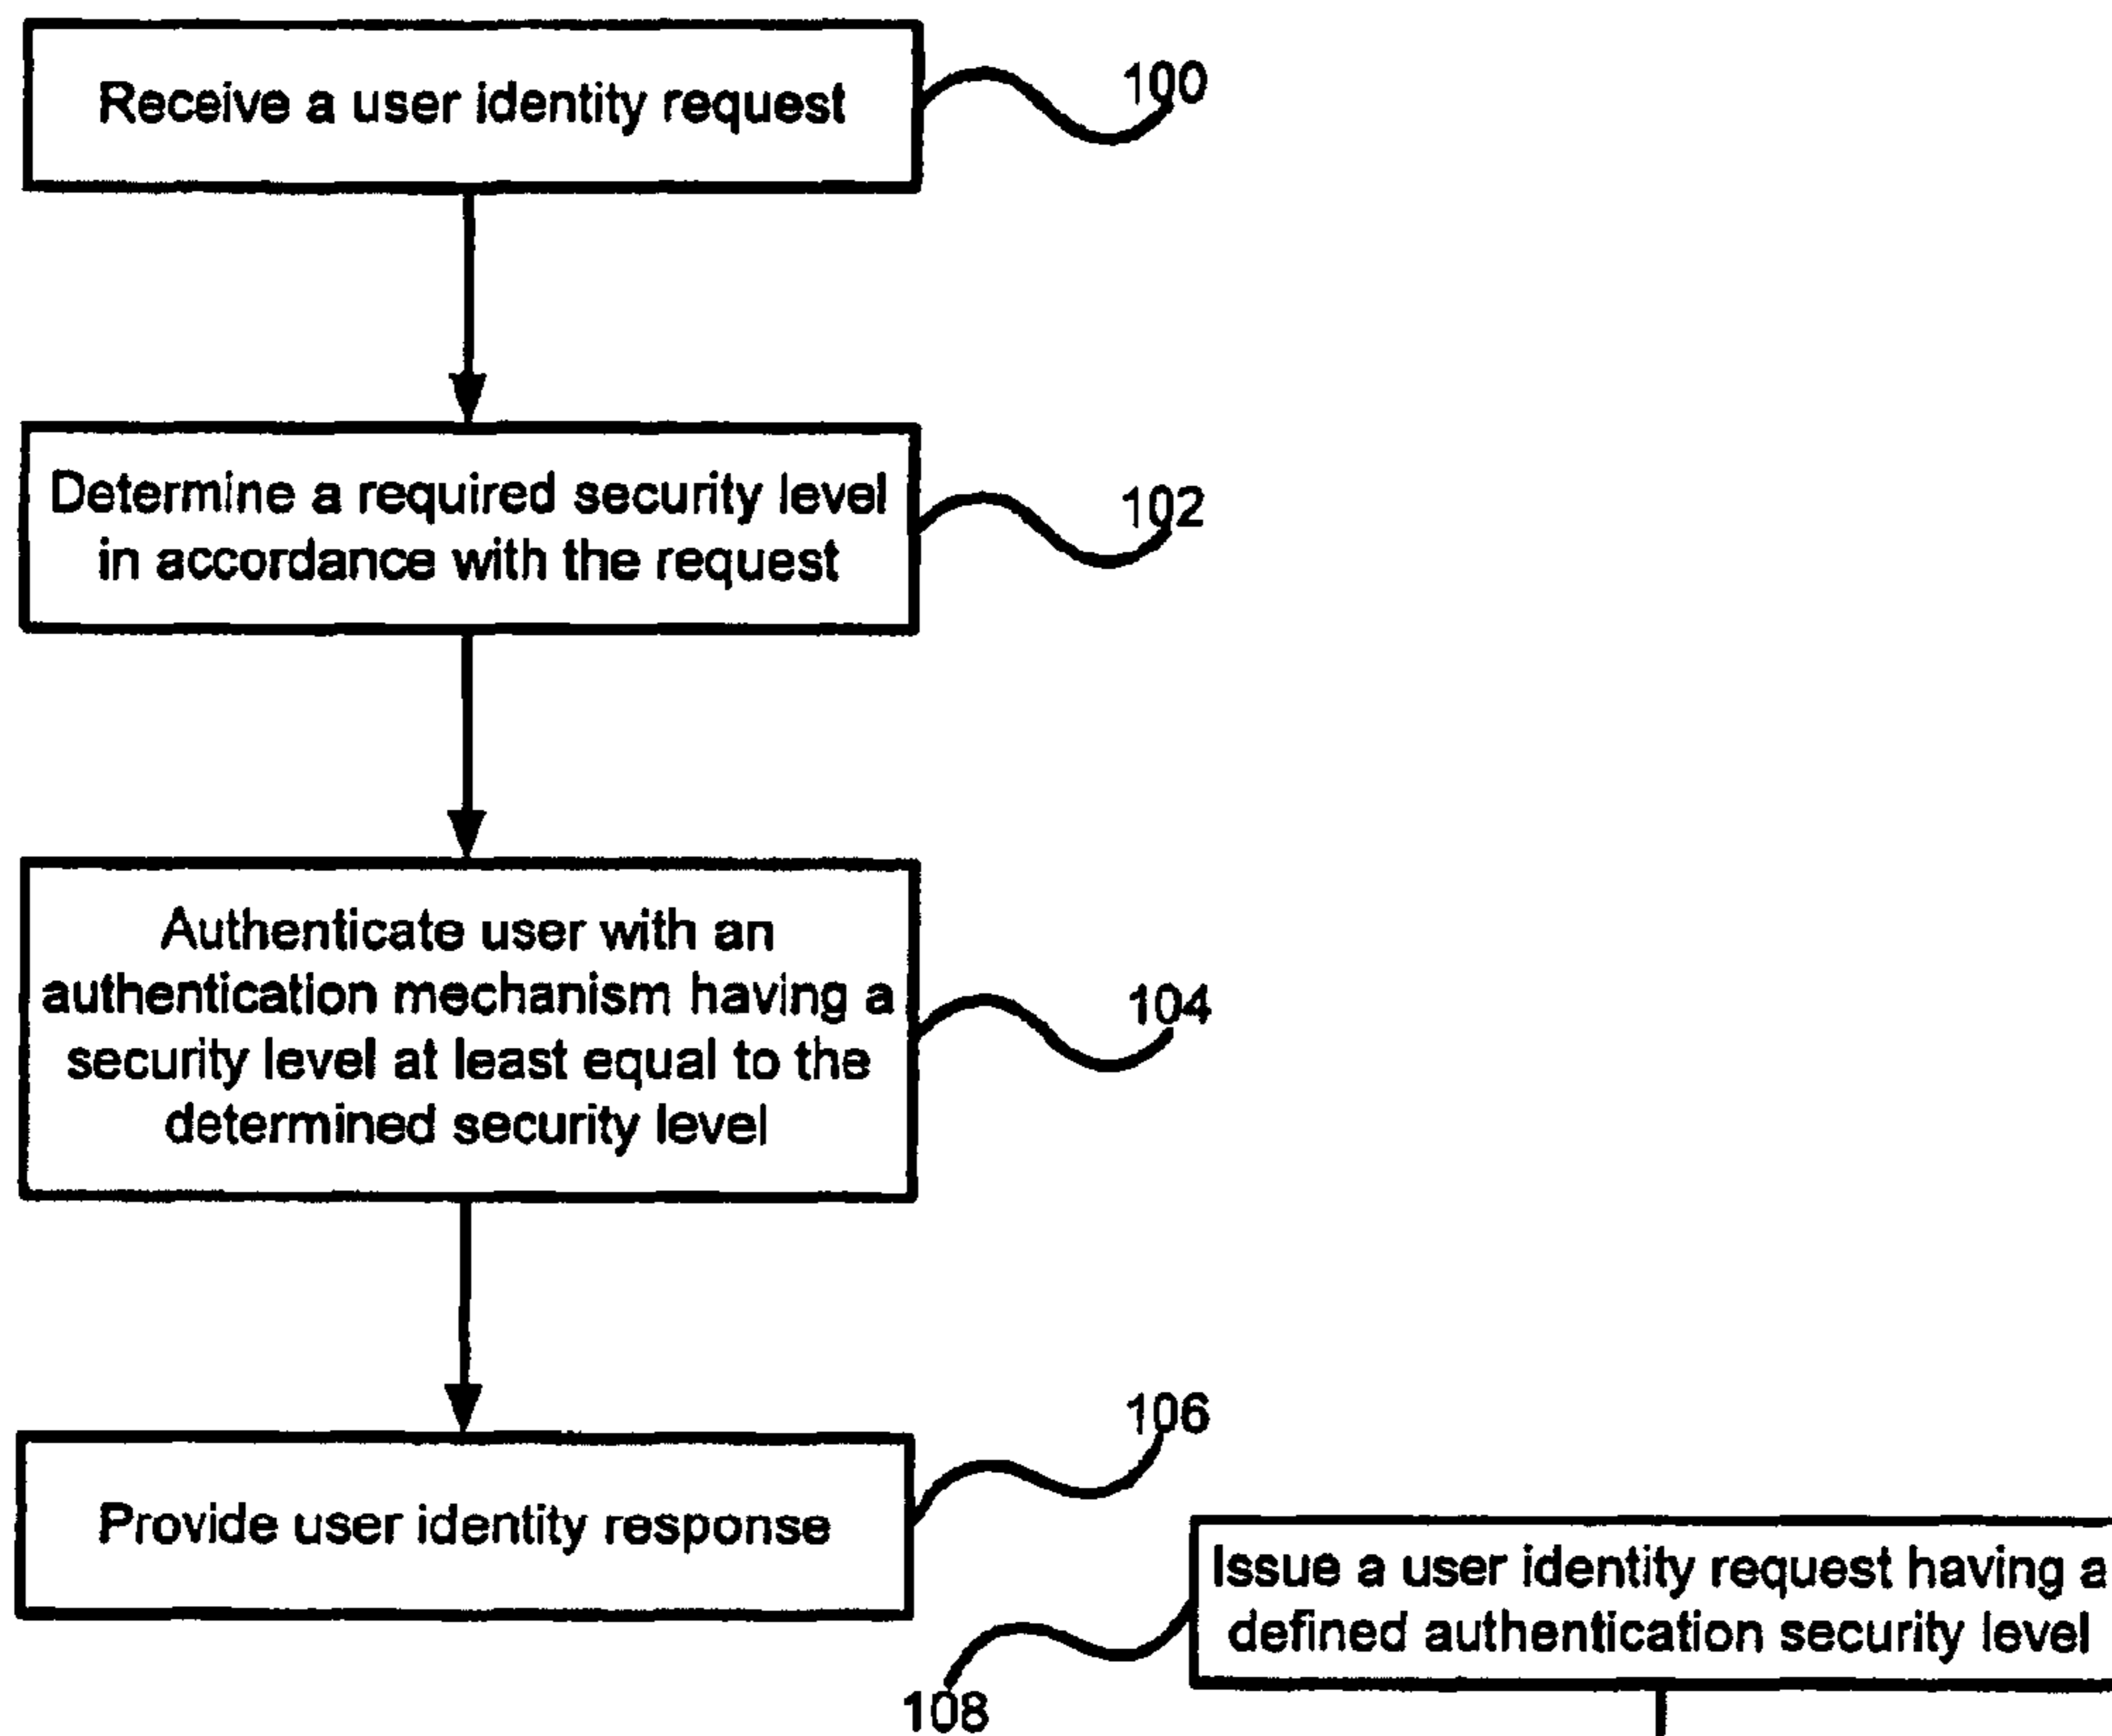 Receive a user identity request
100
Determine a required security level
in accordance with the request
102
Authenticate user with an
authentication mechanism having a
security level at least equal to the
determined security level
104
Provide user identity response
106
Issue a user identity request having a
defined authentication security level
108